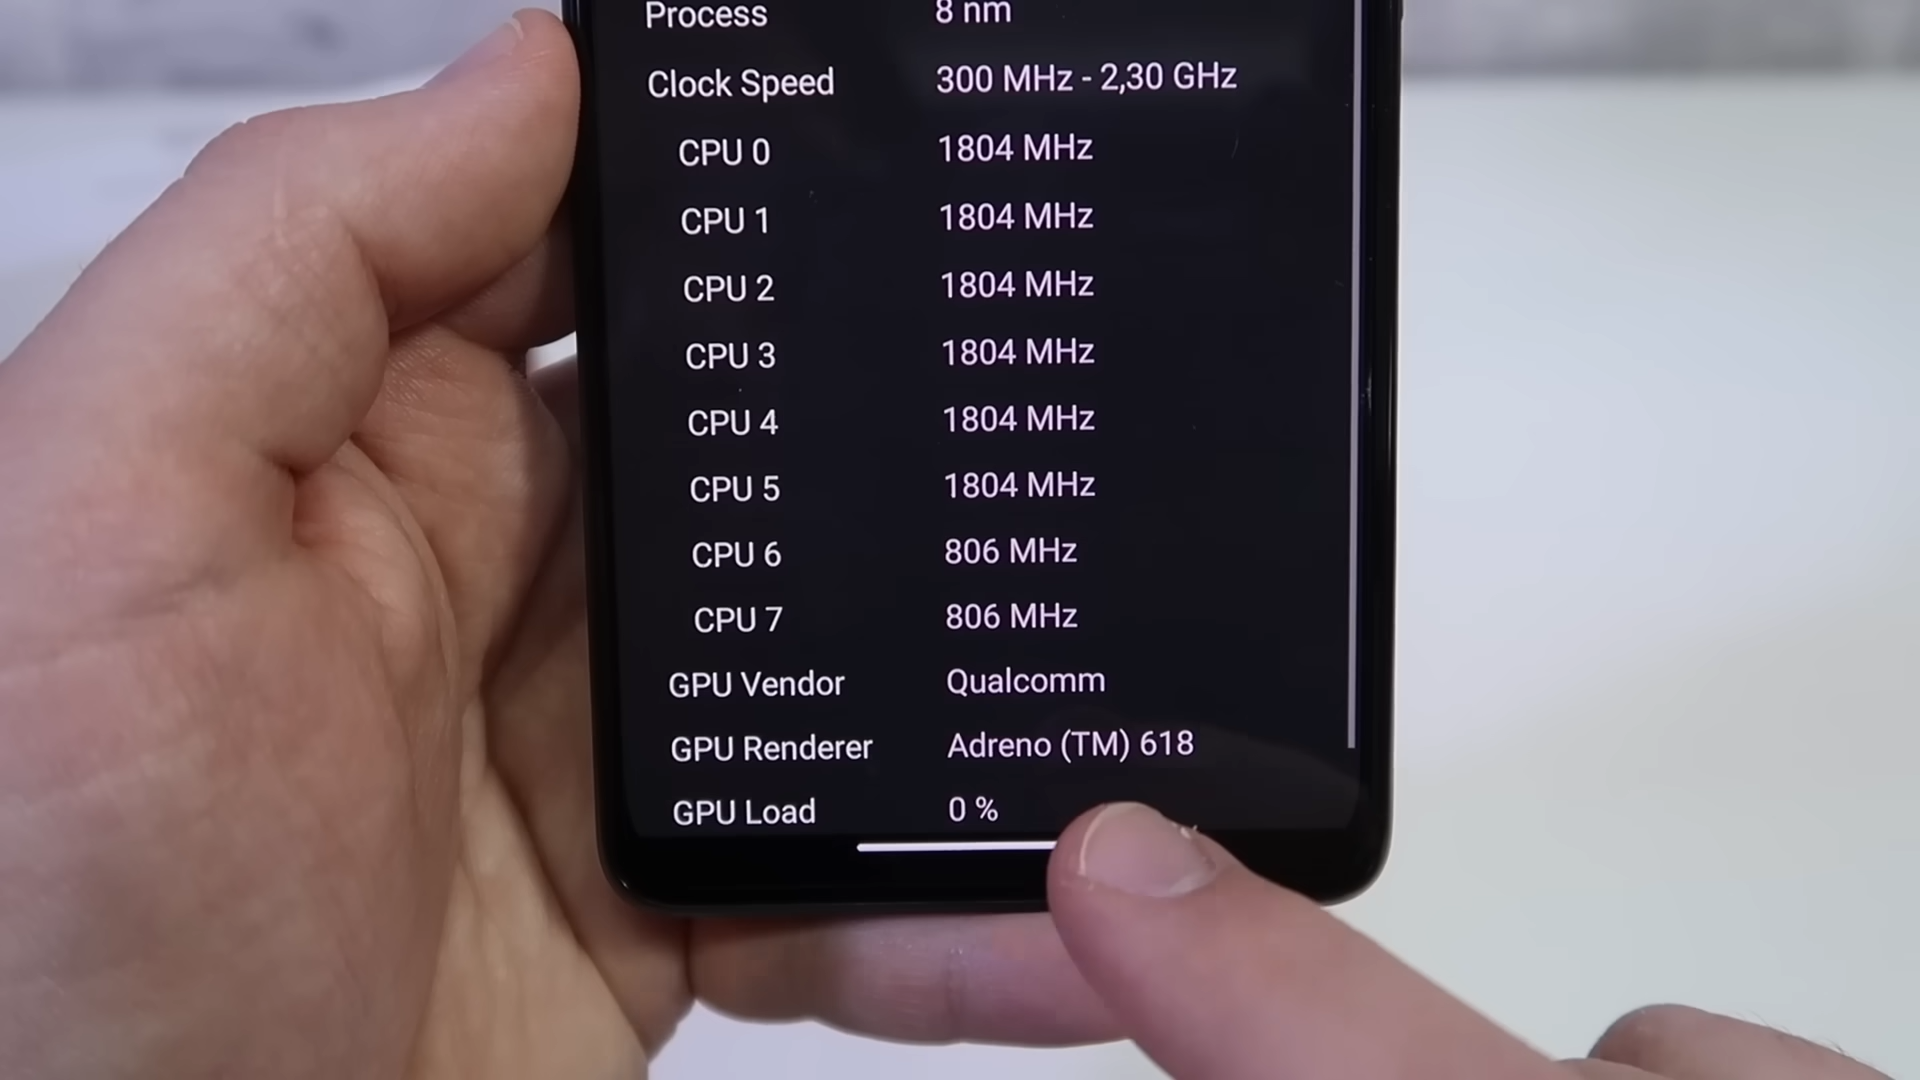 Process 8 nm
Clock Speed 300 MHz - 2,30 GHz
CPU 0 1804 MHz
CPU 1 1804 MHz
CPU 2 1804 MHz
CPU 3 1804 MHz
CPU 4 1804 MHz
CPU 5 1804 MHz
CPU 6 806 MHz
CPU 7 806 MHz
GPU Vendor Qualcomm
GPU Renderer Adreno (TM) 618
GPU Load 0 %